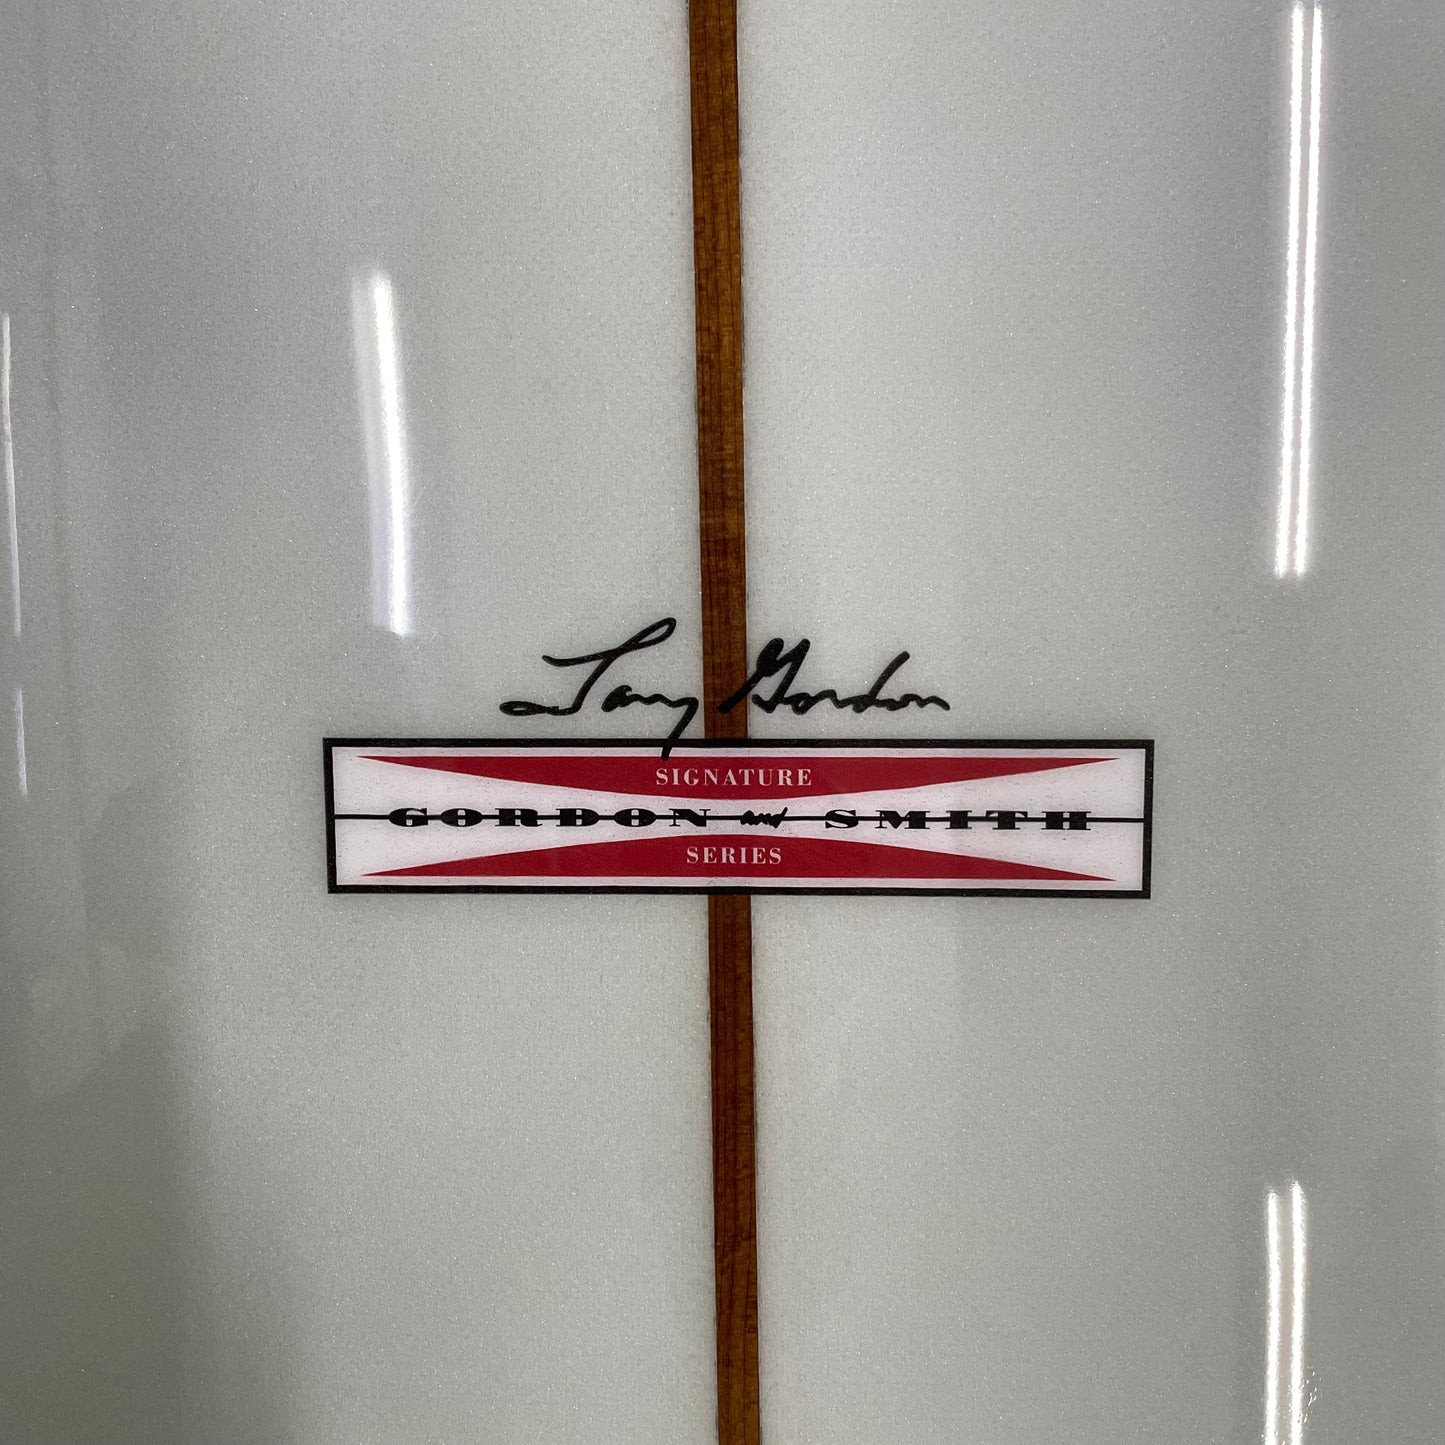 Larry Gordon
SIGNATURE
GORDON and SMITH
SERIES